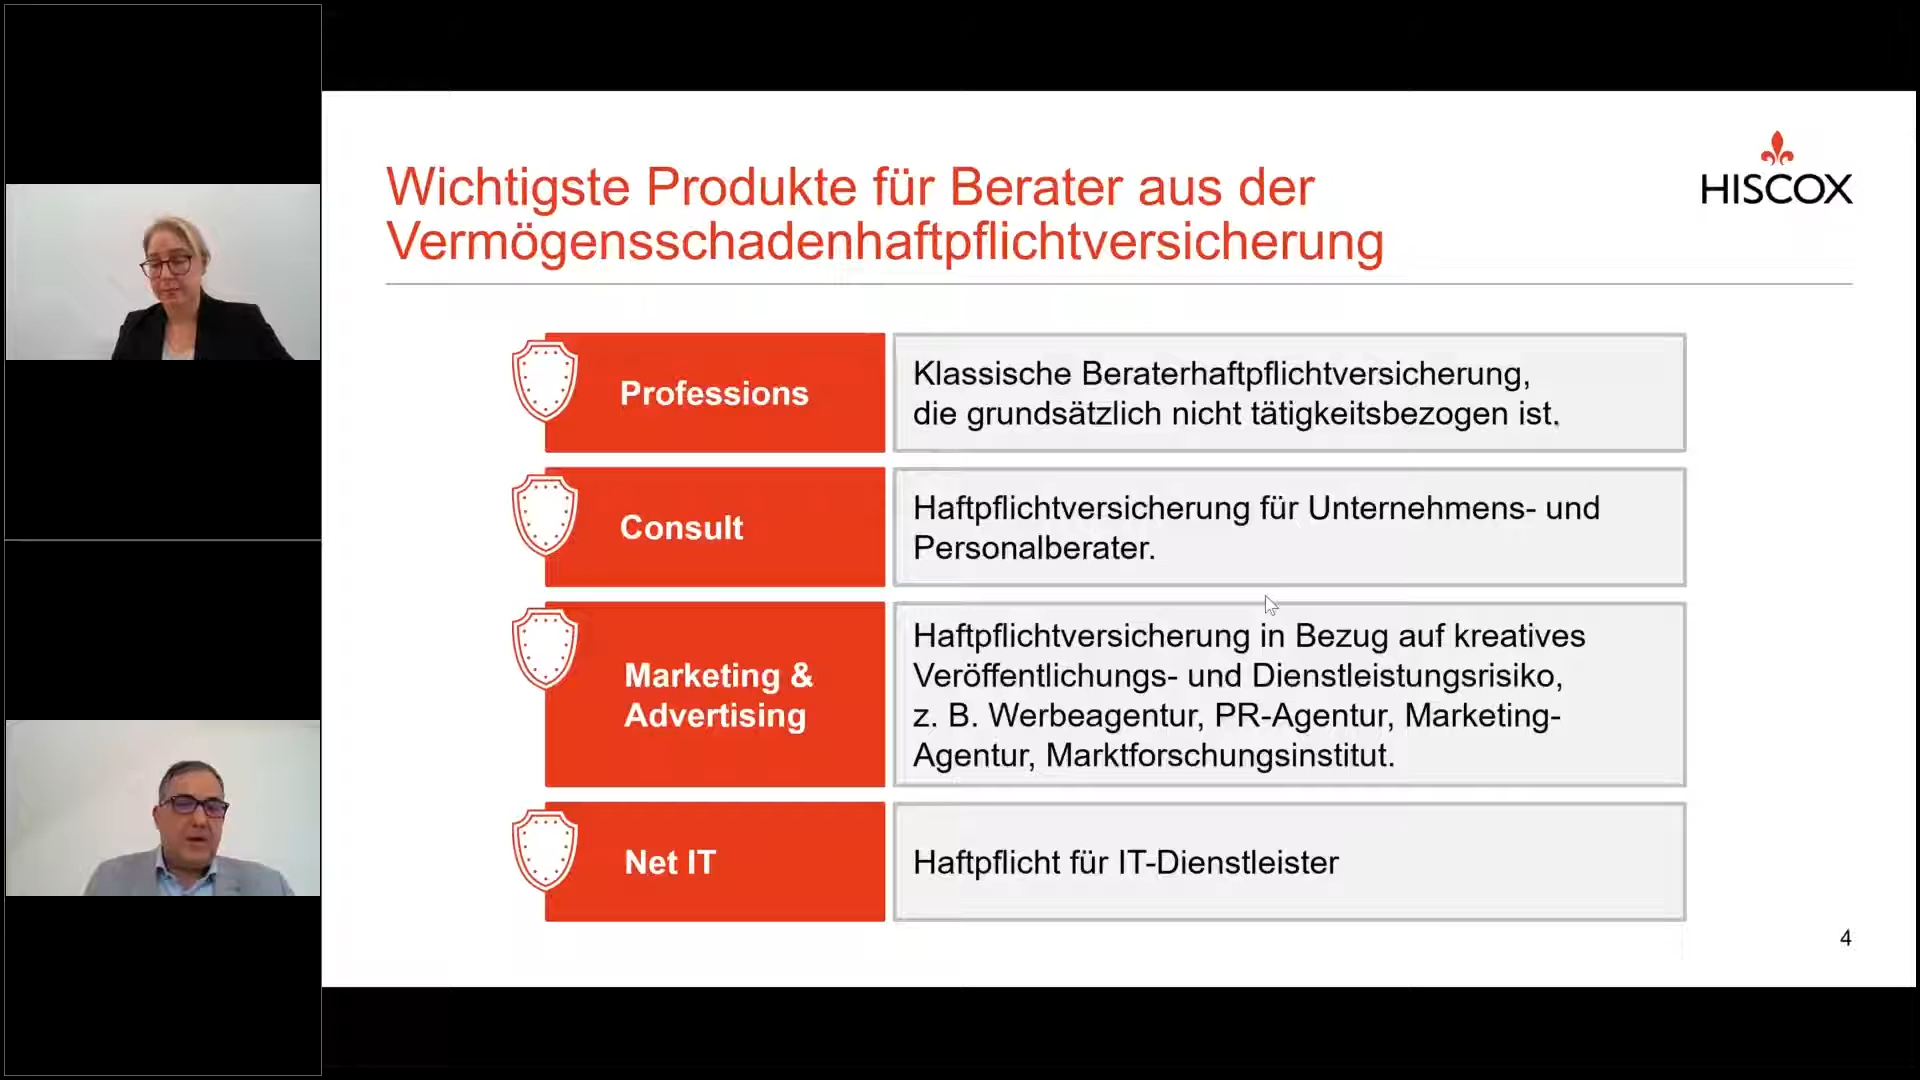 HISCOX
Wichtigste Produkte für Berater aus der
Vermögensschadenhaftpflichtversicherung
Professions
Klassische Beraterhaftpflichtversicherung,
die grundsätzlich nicht tätigkeitsbezogen ist.
Consult
Haftpflichtversicherung für Unternehmens- und
Personalberater.
Marketing &
Advertising
Haftpflichtversicherung in Bezug auf kreatives
Veröffentlichungs- und Dienstleistungsrisiko,
z. B. Werbeagentur, PR-Agentur, Marketing-
Agentur, Marktforschungsinstitut.
Net IT
Haftpflicht für IT-Dienstleister
4